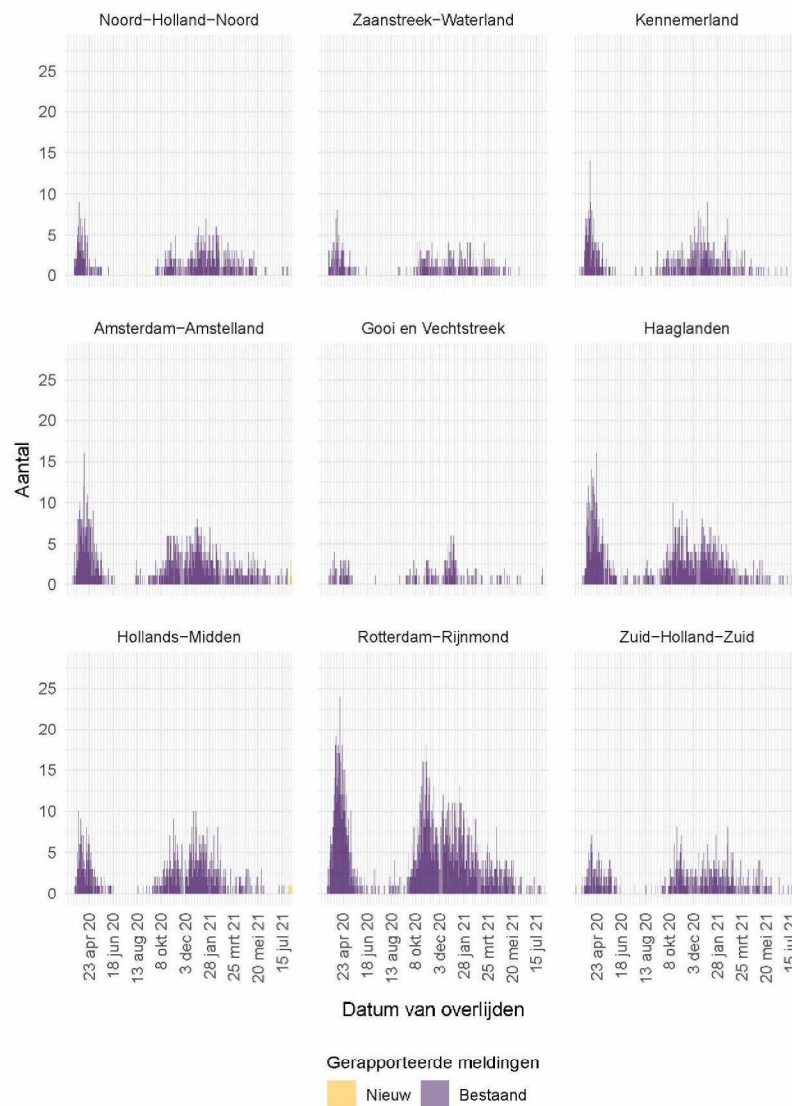 Noord-Holland-Noord
Zaanstreek-Waterland
Kennemerland
25
20
15
10
5
0
Amsterdam-Amstelland
Gooi en Vechtstreek
Haaglanden
25
20
15
10
5
0
Aantal
Hollands-Midden
Rotterdam-Rijnmond
Zuid-Holland-Zuid
25
20
15
10
5
0
23 apr 20
18 jun 20
13 aug 20
8 okt 20
3 dec 20
28 jan 21
25 mrt 21
20 mei 21
15 jul 21
23 apr 20
18 jun 20
13 aug 20
8 okt 20
3 dec 20
28 jan 21
25 mrt 21
20 mei 21
15 jul 21
23 apr 20
18 jun 20
13 aug 20
8 okt 20
3 dec 20
28 jan 21
25 mrt 21
20 mei 21
15 jul 21
Datum van overlijden
Gerapporteerde meldingen
Nieuw
Bestaand